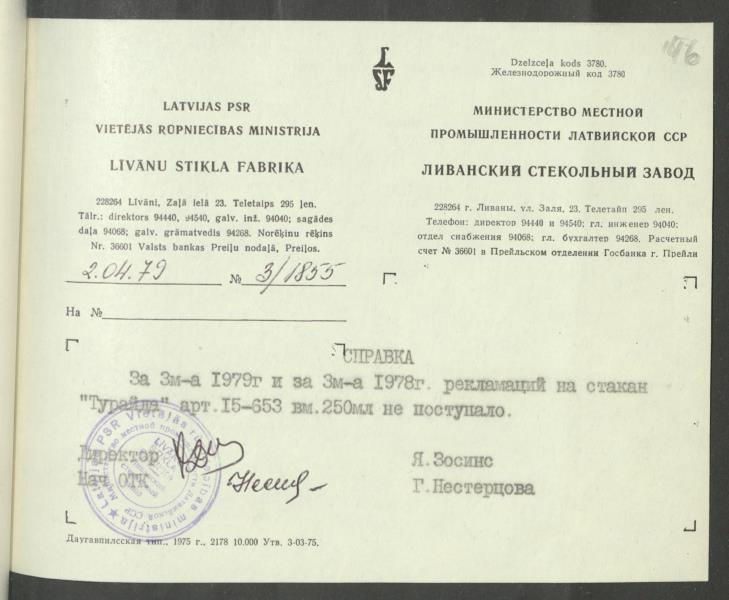 LSF
146
Dzelzceļa kods 3780.
Железнодорожный код 3780
LATVIJAS PSR
VIETĒJĀS RŪPNIECĪBAS MINISTRIJA
LĪVĀNU STIKLA FABRIKA
228264 Līvāni, Zaļā ielā 23. Teletaips 295 ļen.
Tālr.: direktors 94440, 94540, galv. inž. 94040; sagādes
daļa 94068; galv. grāmatvedis 94268. Norēķinu rēķins
Nr. 36601 Valsts bankas Preiļu nodaļā, Preiļos.
МИНИСТЕРСТВО МЕСТНОЙ
ПРОМЫШЛЕННОСТИ ЛАТВИЙСКОЙ ССР
ЛИВАНСКИЙ СТЕКОЛЬНЫЙ ЗАВОД
228264 г. Ливаны, ул. Заля, 23. Телетайп 295 лен.
Телефон: директор 94440 и 94540; гл. инженер 94040;
отдел снабжения 94068; гл. бухгалтер 94268. Расчетный
счет № 36601 в Прейльском отделении Госбанка г. Прейли
2.04.79 № 3/1855
На №
СПРАВКА
За 3м-а 1979г и за 3м-а 1978г. рекламаций на стакан
"Турайда" арт.15-653 вм.250мл не поступало.
Директор Я.Зосинс
Нач ОТК Г.Нестерцова
Даугавпилсская тип., 1975 г., 2178 10.000 Утв. 3-03-75.